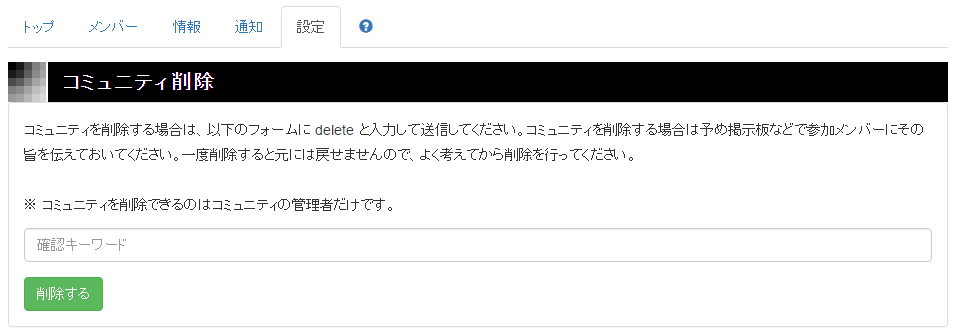 トップ メンバー 情報 通知 設定 ?
コミュニティ削除
コミュニティを削除する場合は、以下のフォームに delete と入力して送信してください。コミュニティを削除する場合は予め掲示板などで参加メンバーにその
旨を伝えておいてください。一度削除すると元には戻せませんので、よく考えてから削除を行ってください。
※ コミュニティを削除できるのはコミュニティの管理者だけです。
確認キーワード
削除する